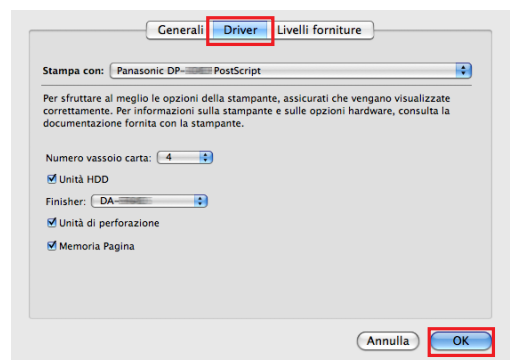 Generali Driver Livelli forniture
Stampa con: Panasonic DP- PostScript
Per sfruttare al meglio le opzioni della stampante, assicurati che vengano visualizzate
correttamente. Per informazioni sulla stampante e sulle opzioni hardware, consulta la
documentazione fornita con la stampante.
Numero vassoio carta: 4
Unità HDD
Finisher: DA-
Unità di perforazione
Memoria Pagina
Annulla OK